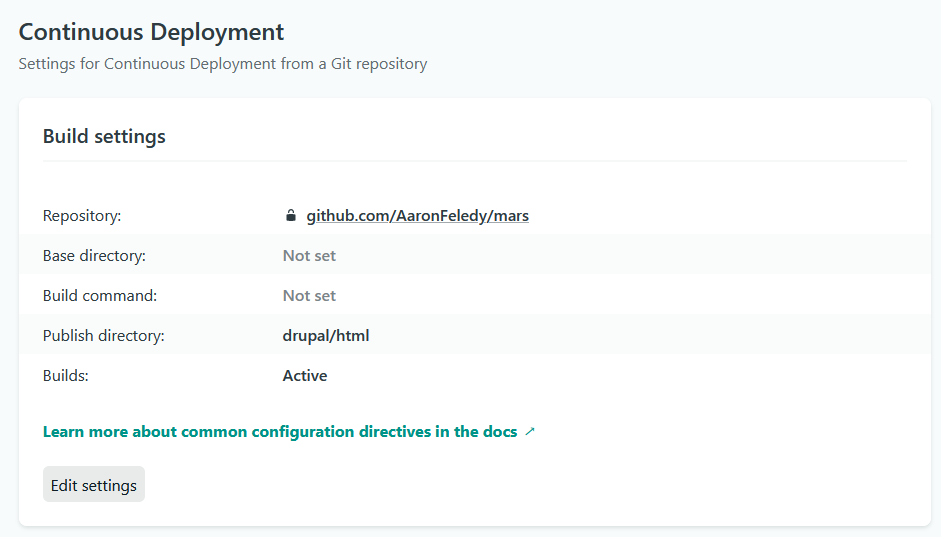 Continuous Deployment
Settings for Continuous Deployment from a Git repository
Build settings
Repository: github.com/AaronFeledy/mars
Base directory: Not set
Build command: Not set
Publish directory: drupal/html
Builds: Active
Learn more about common configuration directives in the docs
Edit settings